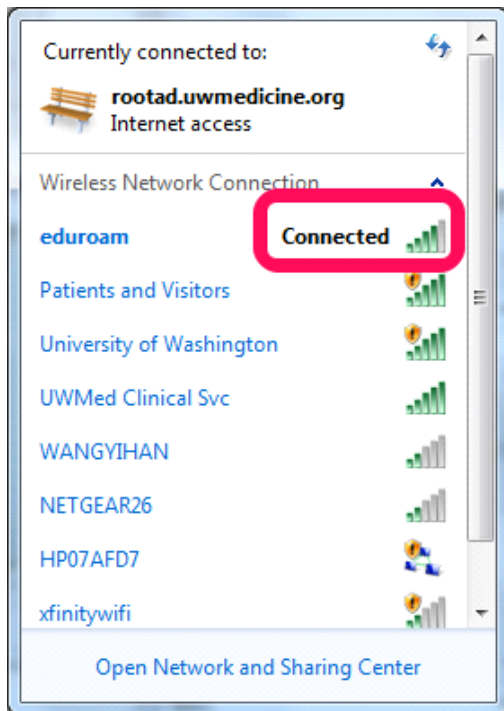 Currently connected to:
rootad.uwmedicine.org
Internet access
Wireless Network Connection
eduroam Connected
Patients and Visitors
University of Washington
UWMed Clinical Svc
WANGYIHAN
NETGEAR26
HP07AFD7
xfinitywifi
Open Network and Sharing Center